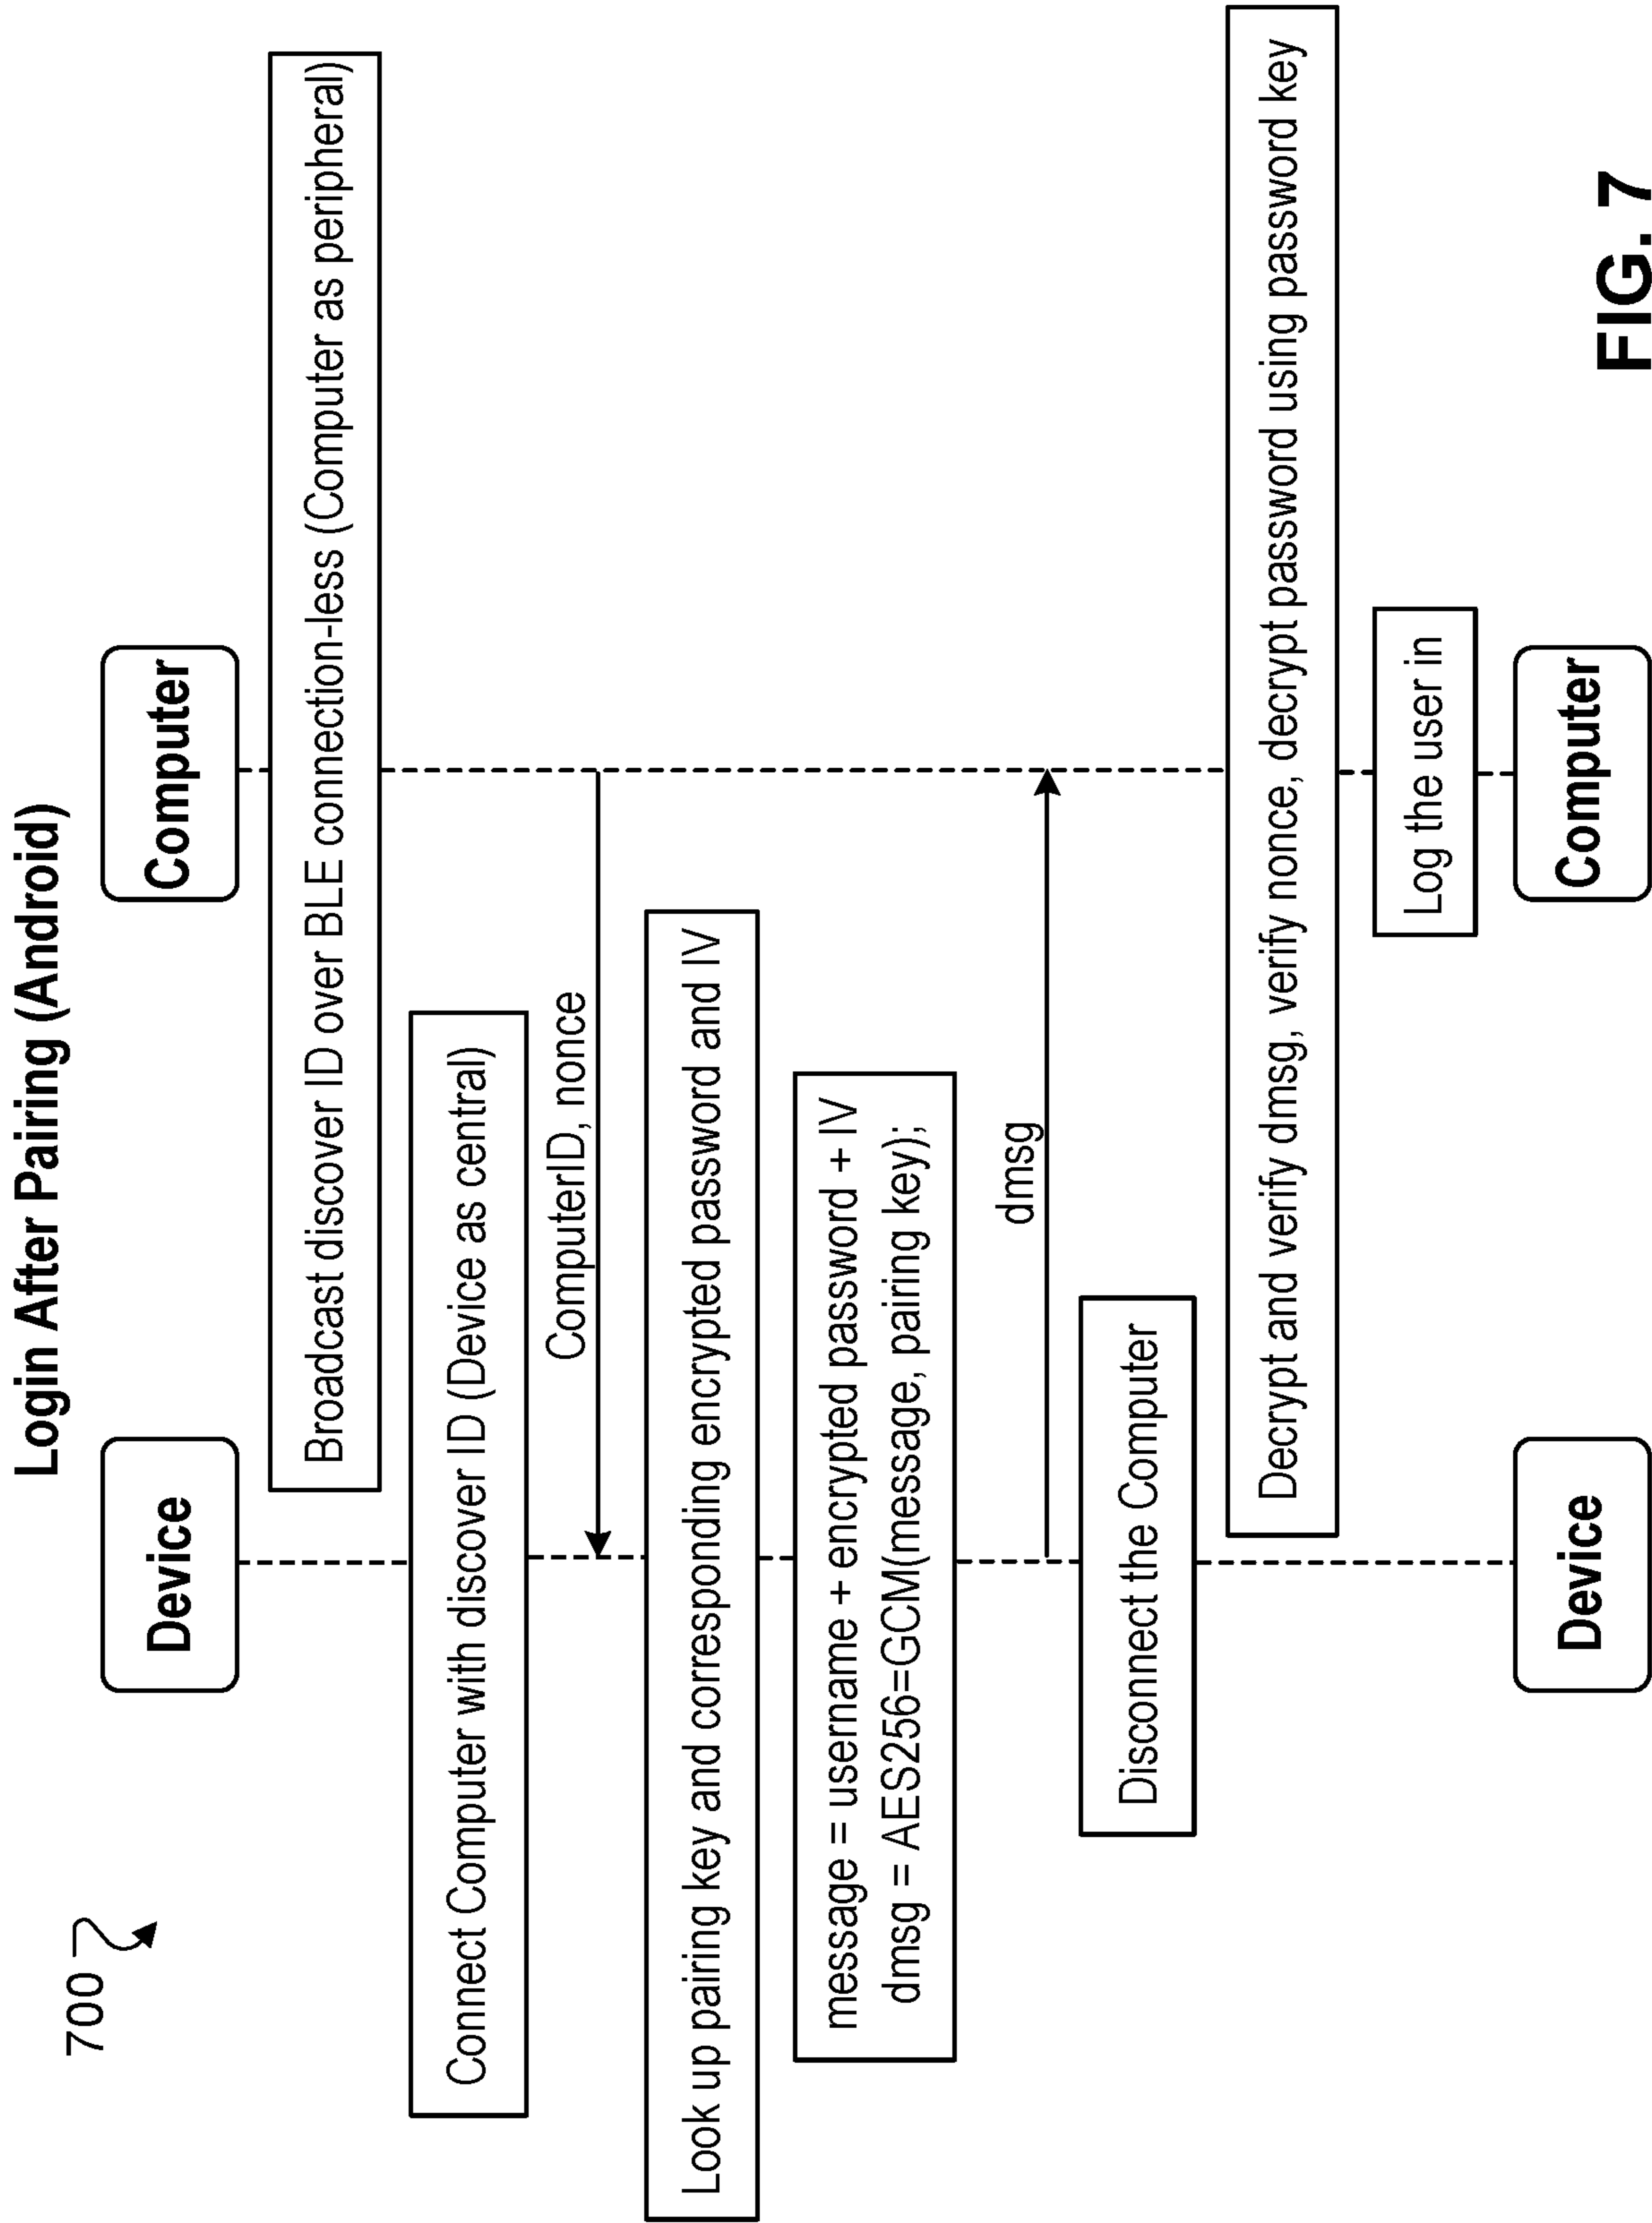 Login After Pairing (Android)
700
Device
Computer
Broadcast discover ID over BLE connection-less (Computer as peripheral)
Connect Computer with discover ID (Device as central)
ComputerID, nonce
Look up pairing key and corresponding encrypted password and IV
message = username + encrypted password + IV
dmsg = AES256=GCM(message, pairing key);
dmsg
Disconnect the Computer
Decrypt and verify dmsg, verify nonce, decrypt password using password key
Log the user in
Device
Computer
FIG. 7